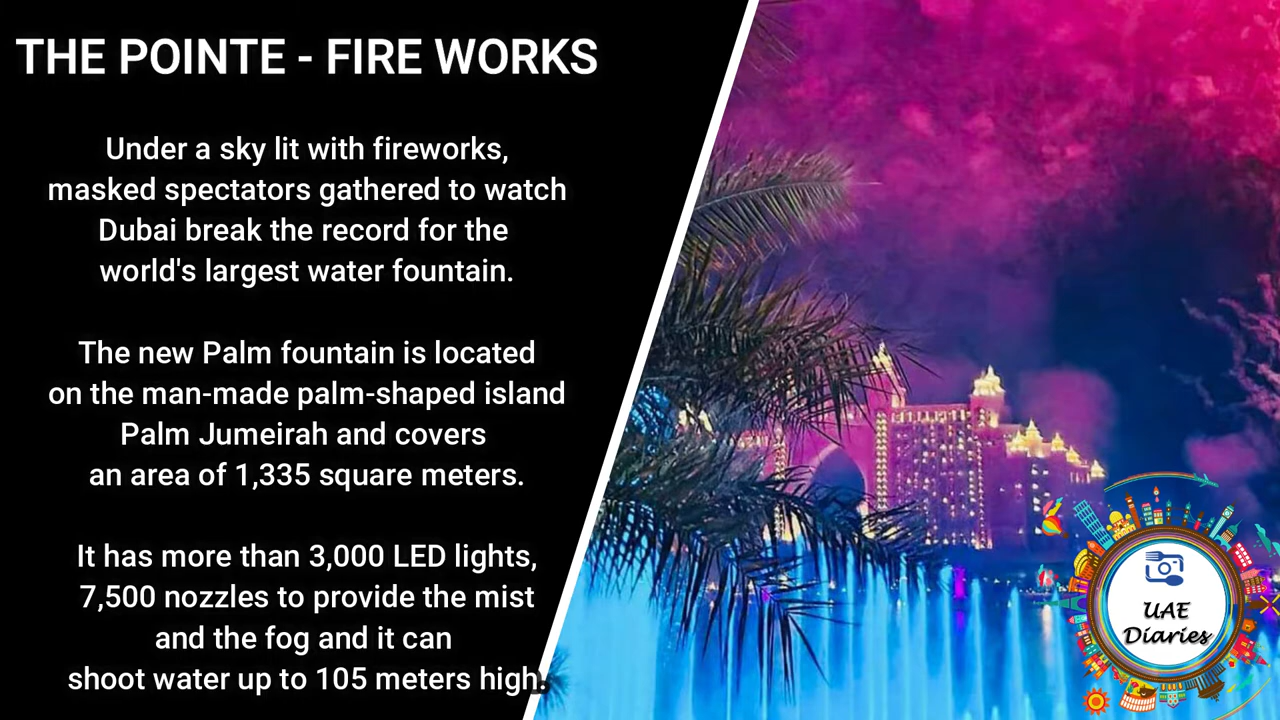 THE POINTE - FIRE WORKS
Under a sky lit with fireworks,
masked spectators gathered to watch
Dubai break the record for the
world's largest water fountain.
The new Palm fountain is located
on the man-made palm-shaped island
Palm Jumeirah and covers
an area of 1,335 square meters.
It has more than 3,000 LED lights,
7,500 nozzles to provide the mist
and the fog and it can
shoot water up to 105 meters high.
UAE
Diaries